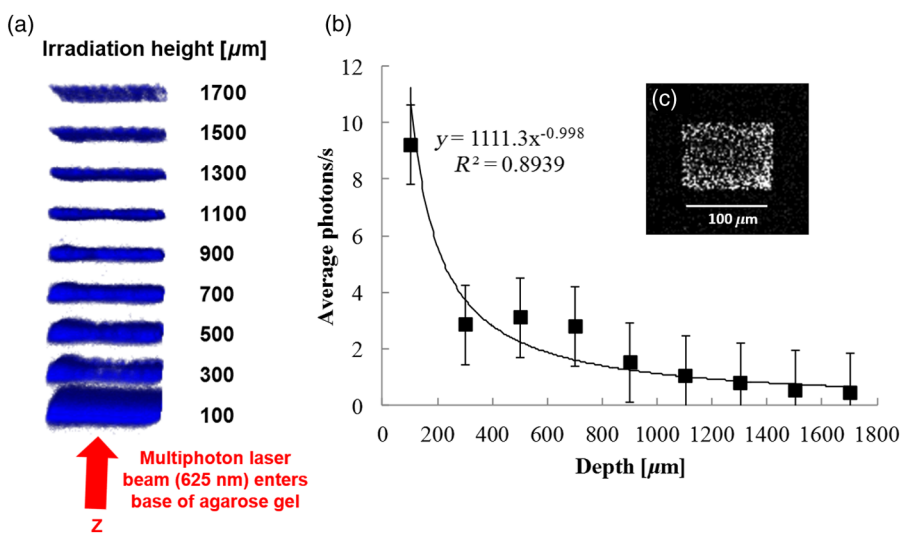 (a)
Irradiation height [μm]
1700
1500
1300
1100
900
700
500
300
100
Multiphoton laser
beam (625 nm) enters
base of agarose gel
Z
(b)
Average photons/s
12
10
8
6
4
2
0
y = 1111.3x^-0.998
R² = 0.8939
0 200 400 600 800 1000 1200 1400 1600 1800
Depth [μm]
(c)
100 μm